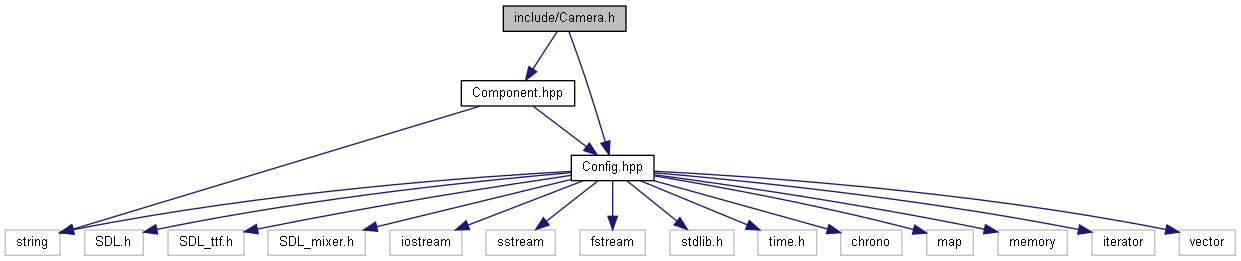 include/Camera.h
Component.hpp
Config.hpp
string
SDL.h
SDL_ttf.h
SDL_mixer.h
iostream
sstream
fstream
stdlib.h
time.h
chrono
map
memory
iterator
vector